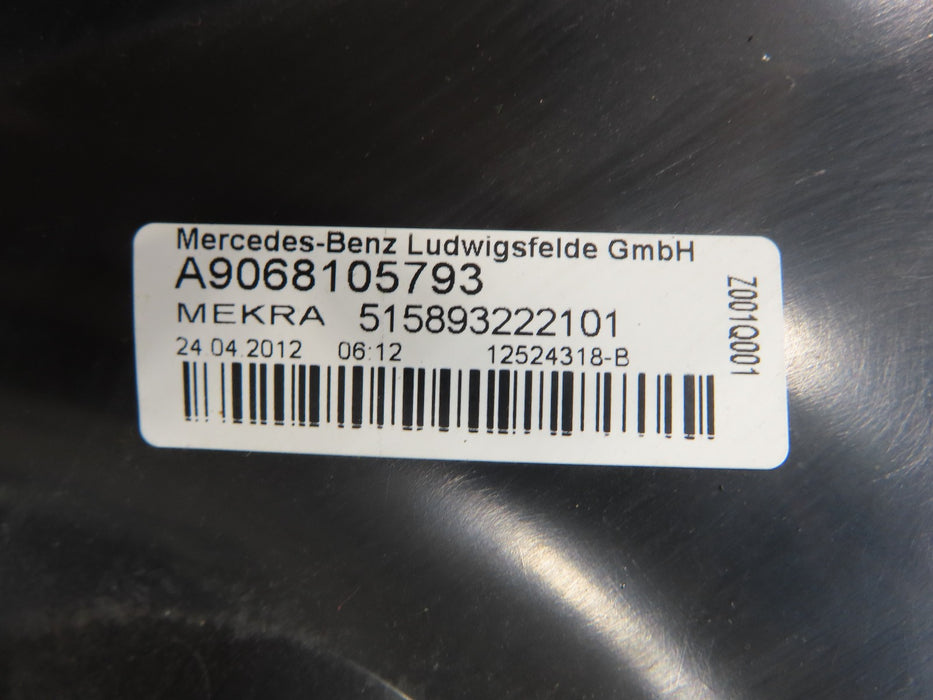 Mercedes-Benz Ludwigsfelde GmbH
A9068105793
MEKRA 515893222101
24.04.2012 06:12 12524318-B
Z001Q001